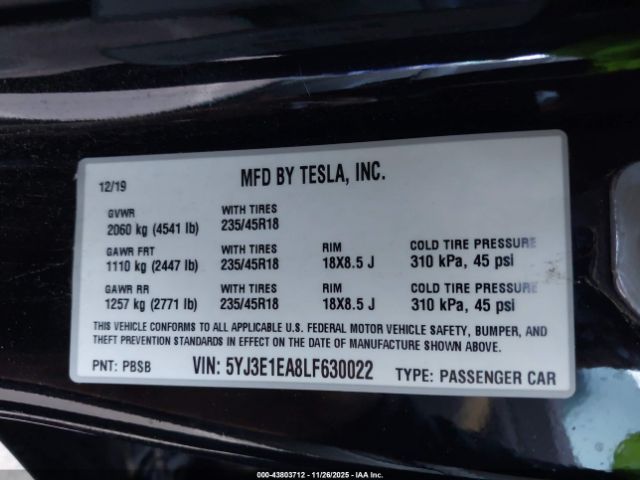 12/19 MFD BY TESLA, INC.
GVWR WITH TIRES
2060 kg (4541 lb) 235/45R18
GAWR FRT WITH TIRES RIM COLD TIRE PRESSURE
1110 kg (2447 lb) 235/45R18 18X8.5 J 310 kPa, 45 psi
GAWR RR WITH TIRES RIM COLD TIRE PRESSURE
1257 kg (2771 lb) 235/45R18 18X8.5 J 310 kPa, 45 psi
THIS VEHICLE CONFORMS TO ALL APPLICABLE U.S. FEDERAL MOTOR VEHICLE SAFETY, BUMPER, AND
THEFT PREVENTION STANDARDS IN EFFECT ON THE DATE OF MANUFACTURE SHOWN ABOVE.
PNT: PBSB VIN: 5YJ3E1EA8LF630022 TYPE: PASSENGER CAR
000-43803712 - 11/26/2025 - IAA, Inc.